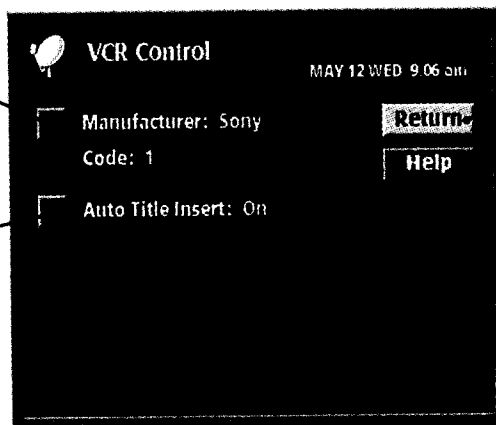 VCR Control
MAY 12 WED 9.06 am
Manufacturer: Sony
Return
Code: 1
Help
Auto Title Insert: On